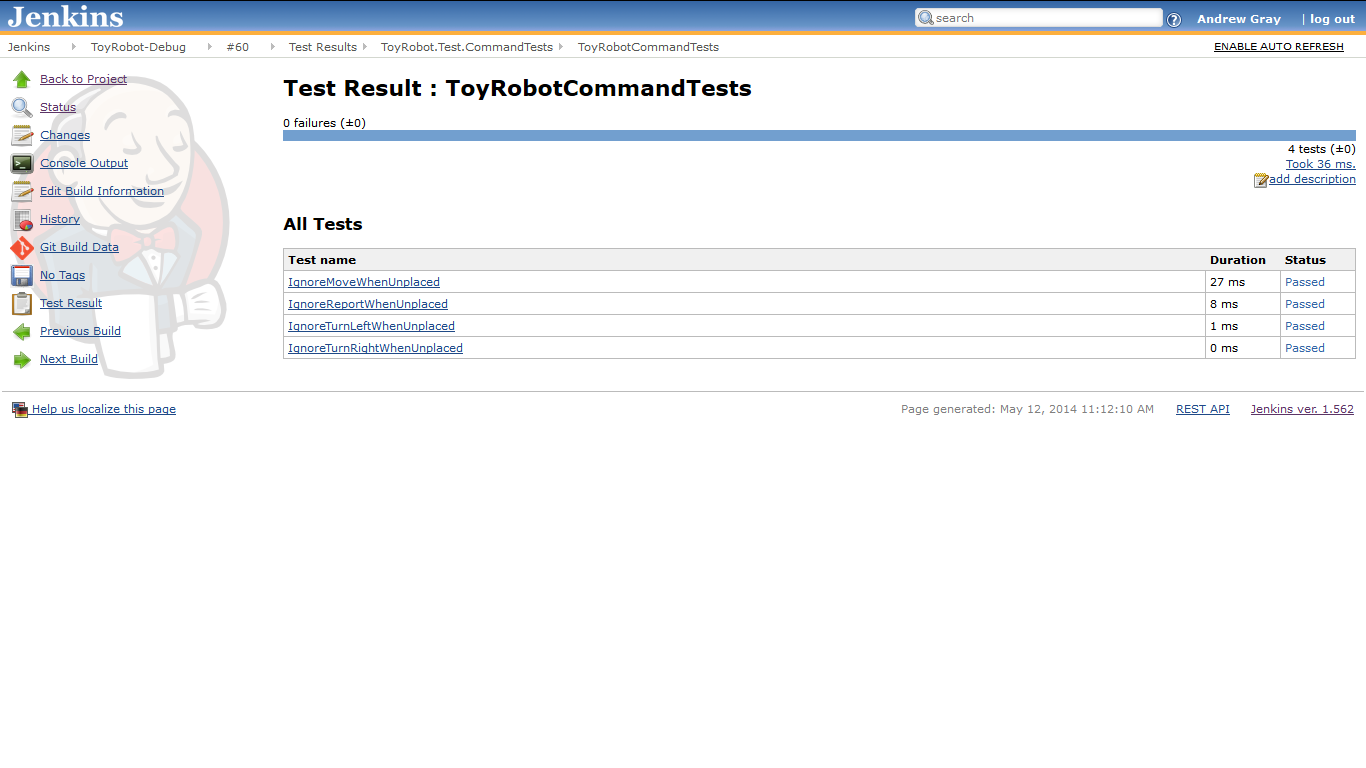 Jenkins
search
Andrew Gray | log out
Jenkins ToyRobot-Debug #60 Test Results ToyRobot.Test.CommandTests ToyRobotCommandTests
ENABLE AUTO REFRESH
Back to Project
Status
Changes
Console Output
Edit Build Information
History
Git Build Data
No Tags
Test Result
Previous Build
Next Build
Test Result : ToyRobotCommandTests
0 failures (±0)
4 tests (±0)
Took 36 ms.
add description
All Tests
Test name Duration Status
IgnoreMoveWhenUnplaced 27 ms Passed
IgnoreReportWhenUnplaced 8 ms Passed
IgnoreTurnLeftWhenUnplaced 1 ms Passed
IgnoreTurnRightWhenUnplaced 0 ms Passed
Help us localize this page
Page generated: May 12, 2014 11:12:10 AM REST API Jenkins ver. 1.562